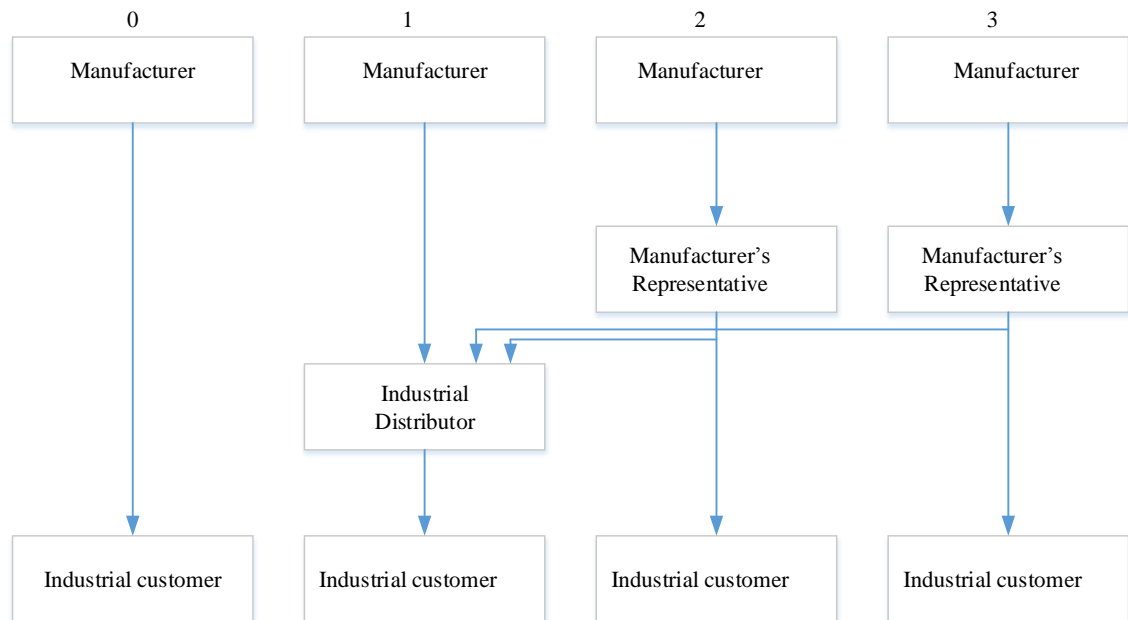 0 1 2 3
Manufacturer Manufacturer Manufacturer Manufacturer
Manufacturer’s
Representative
Manufacturer’s
Representative
Industrial
Distributor
Industrial customer Industrial customer Industrial customer Industrial customer